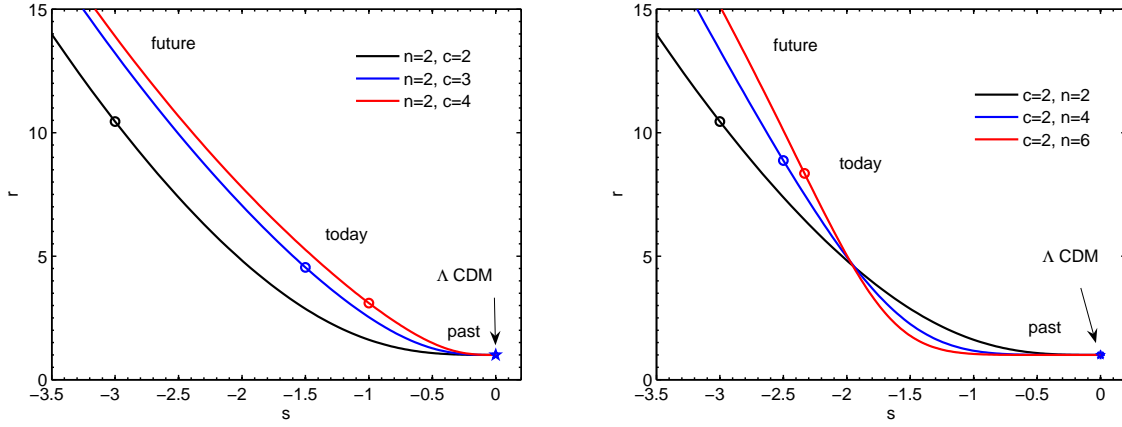 15
10
5
0
r
future
n=2, c=2
n=2, c=3
n=2, c=4
today
Λ CDM
past
−3.5 −3 −2.5 −2 −1.5 −1 −0.5 0
s
15
10
5
0
r
future
c=2, n=2
c=2, n=4
c=2, n=6
today
Λ CDM
past
−3.5 −3 −2.5 −2 −1.5 −1 −0.5 0
s